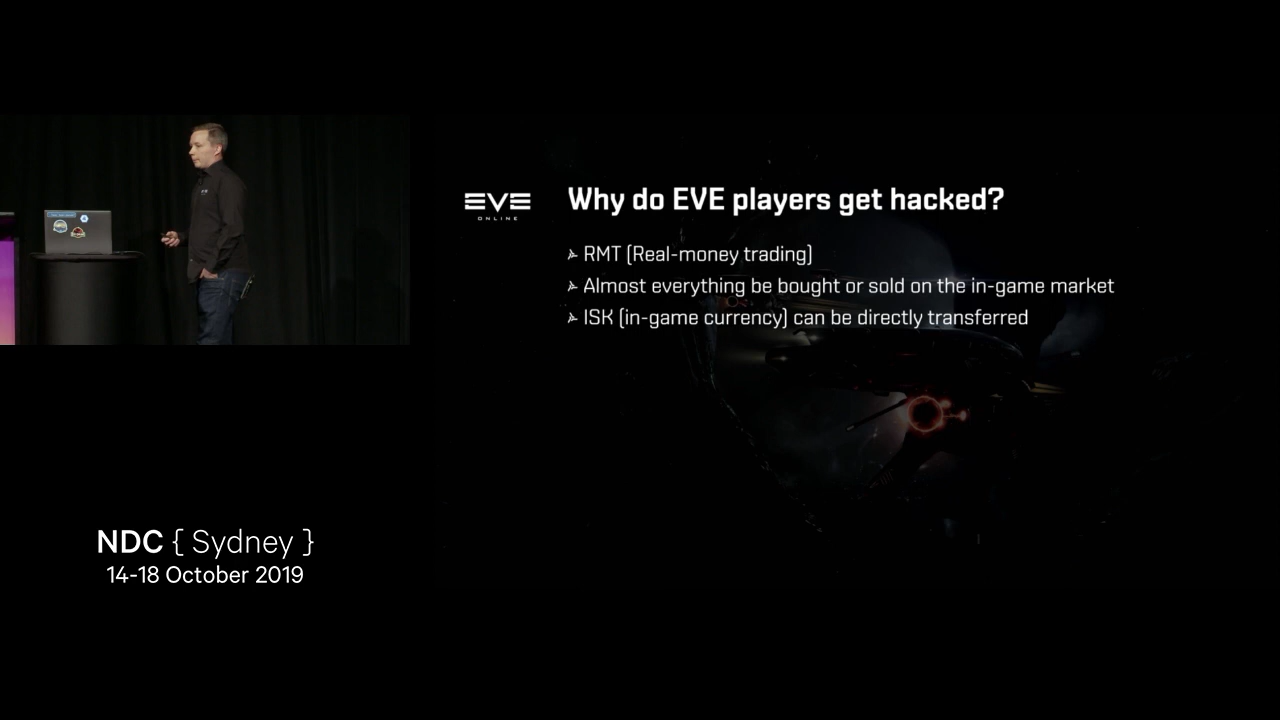 EVE
ONLINE
Why do EVE players get hacked?
RMT (Real-money trading)
Almost everything be bought or sold on the in-game market
ISK (in-game currency) can be directly transferred
NDC { Sydney }
14-18 October 2019